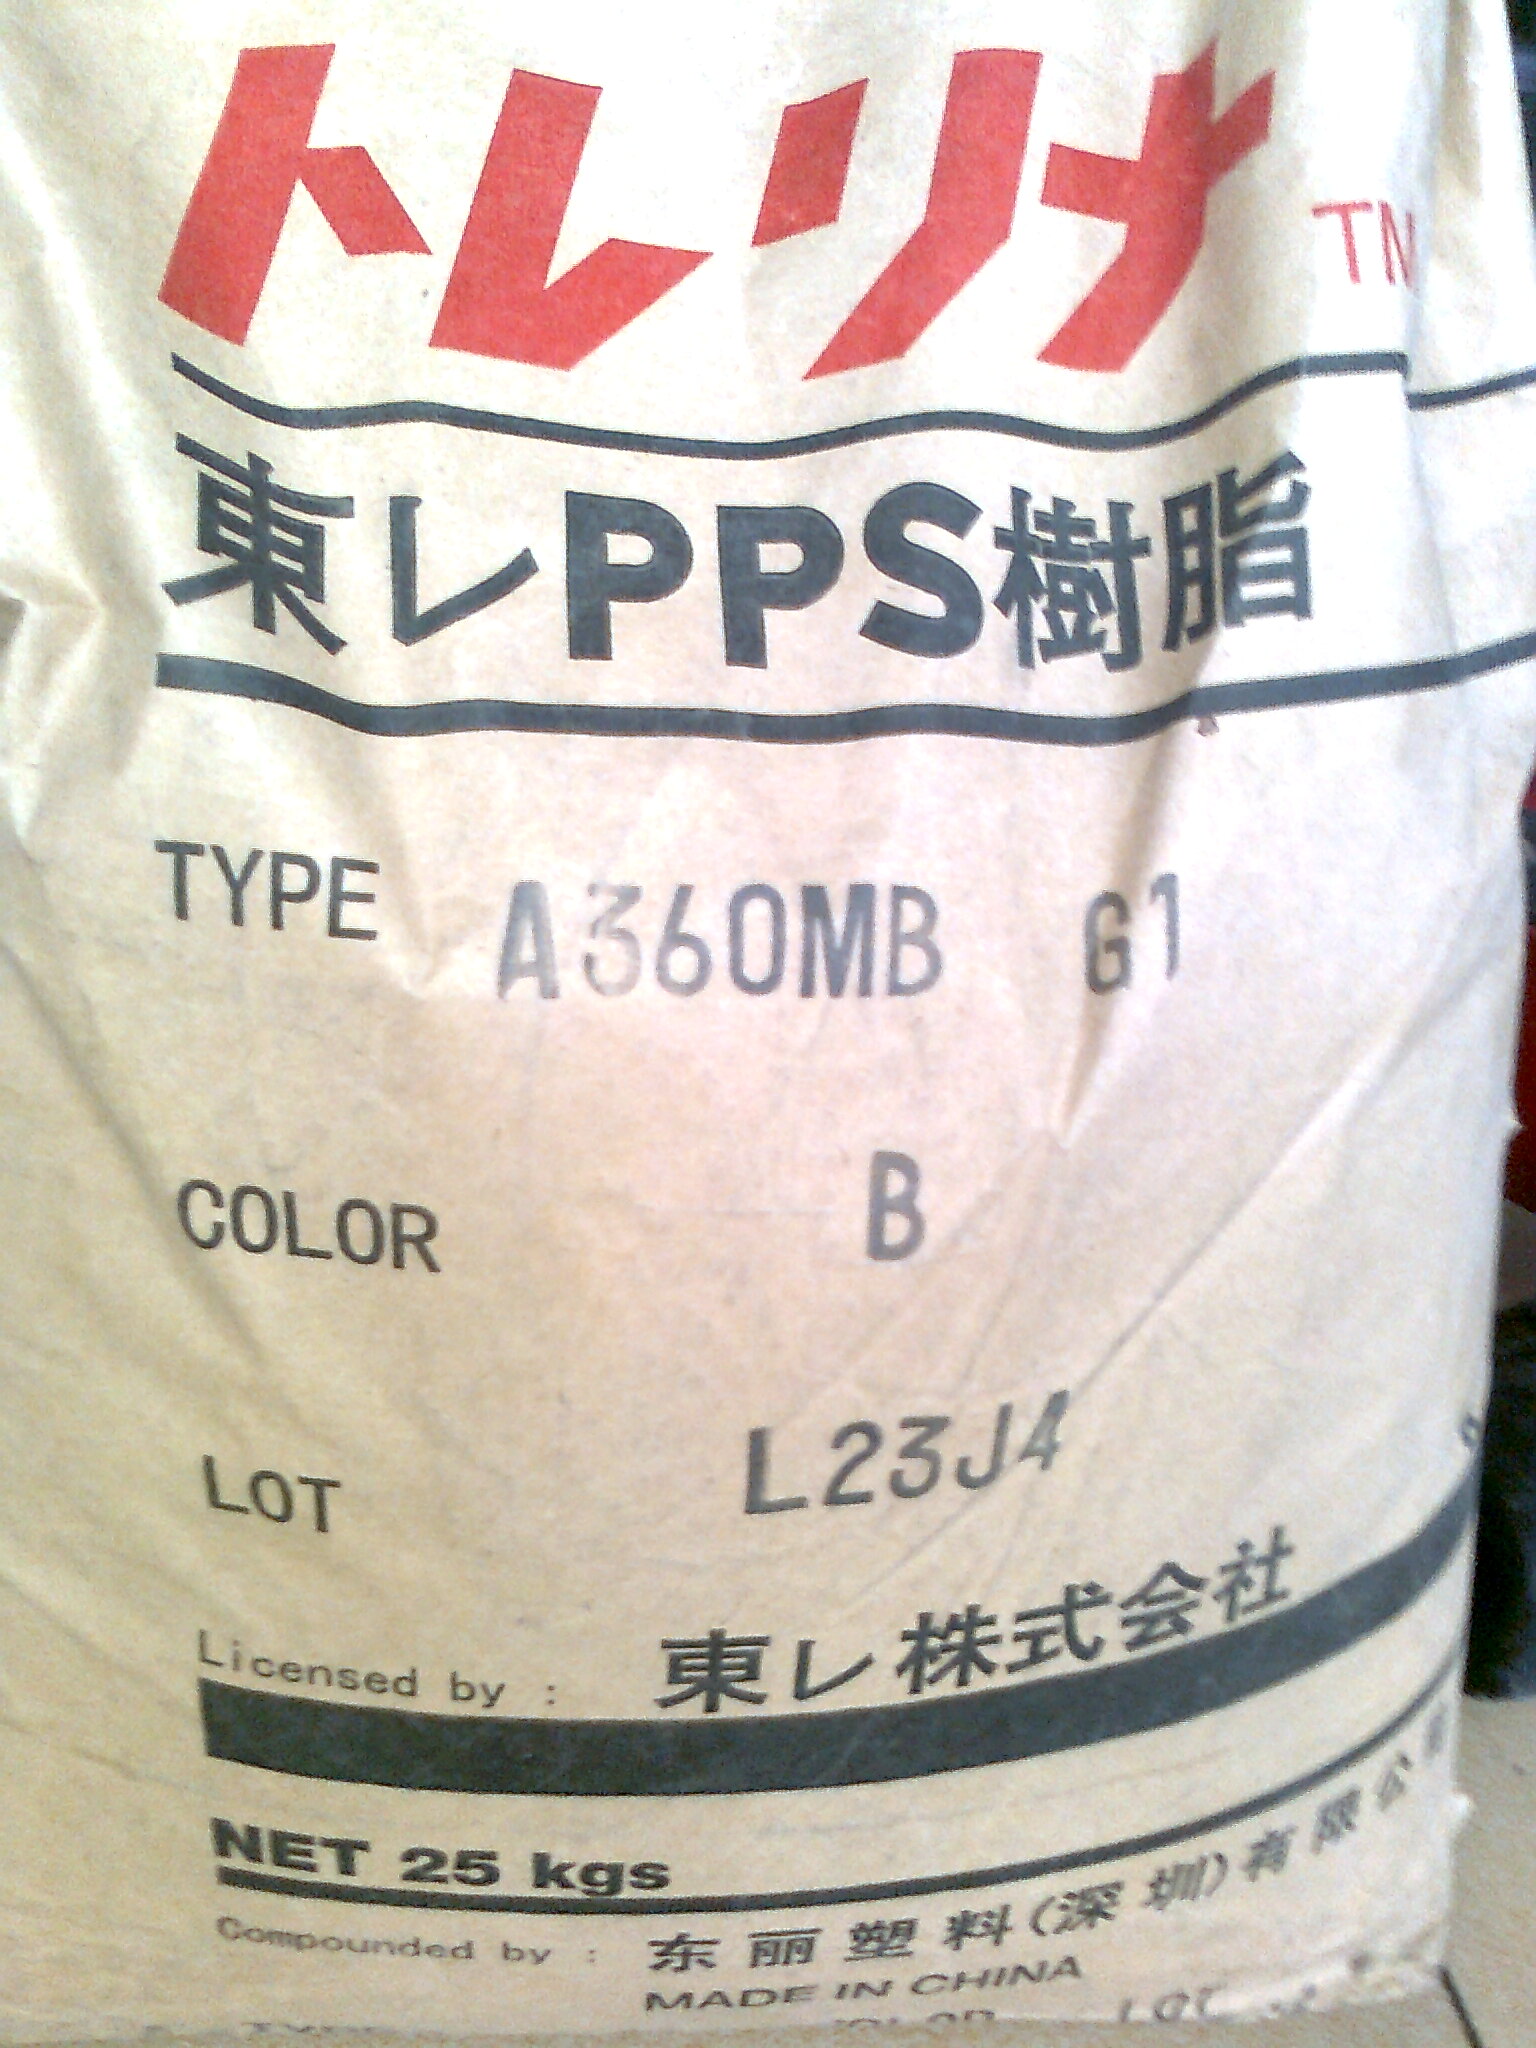 トレリナ TM
東レPPS樹脂
TYPE A360MB G1
COLOR B
LOT L23J4
Licensed by : 東レ株式会社
NET 25 kgs
Compounded by : 东丽塑料(深圳)有限公司
MADE IN CHINA